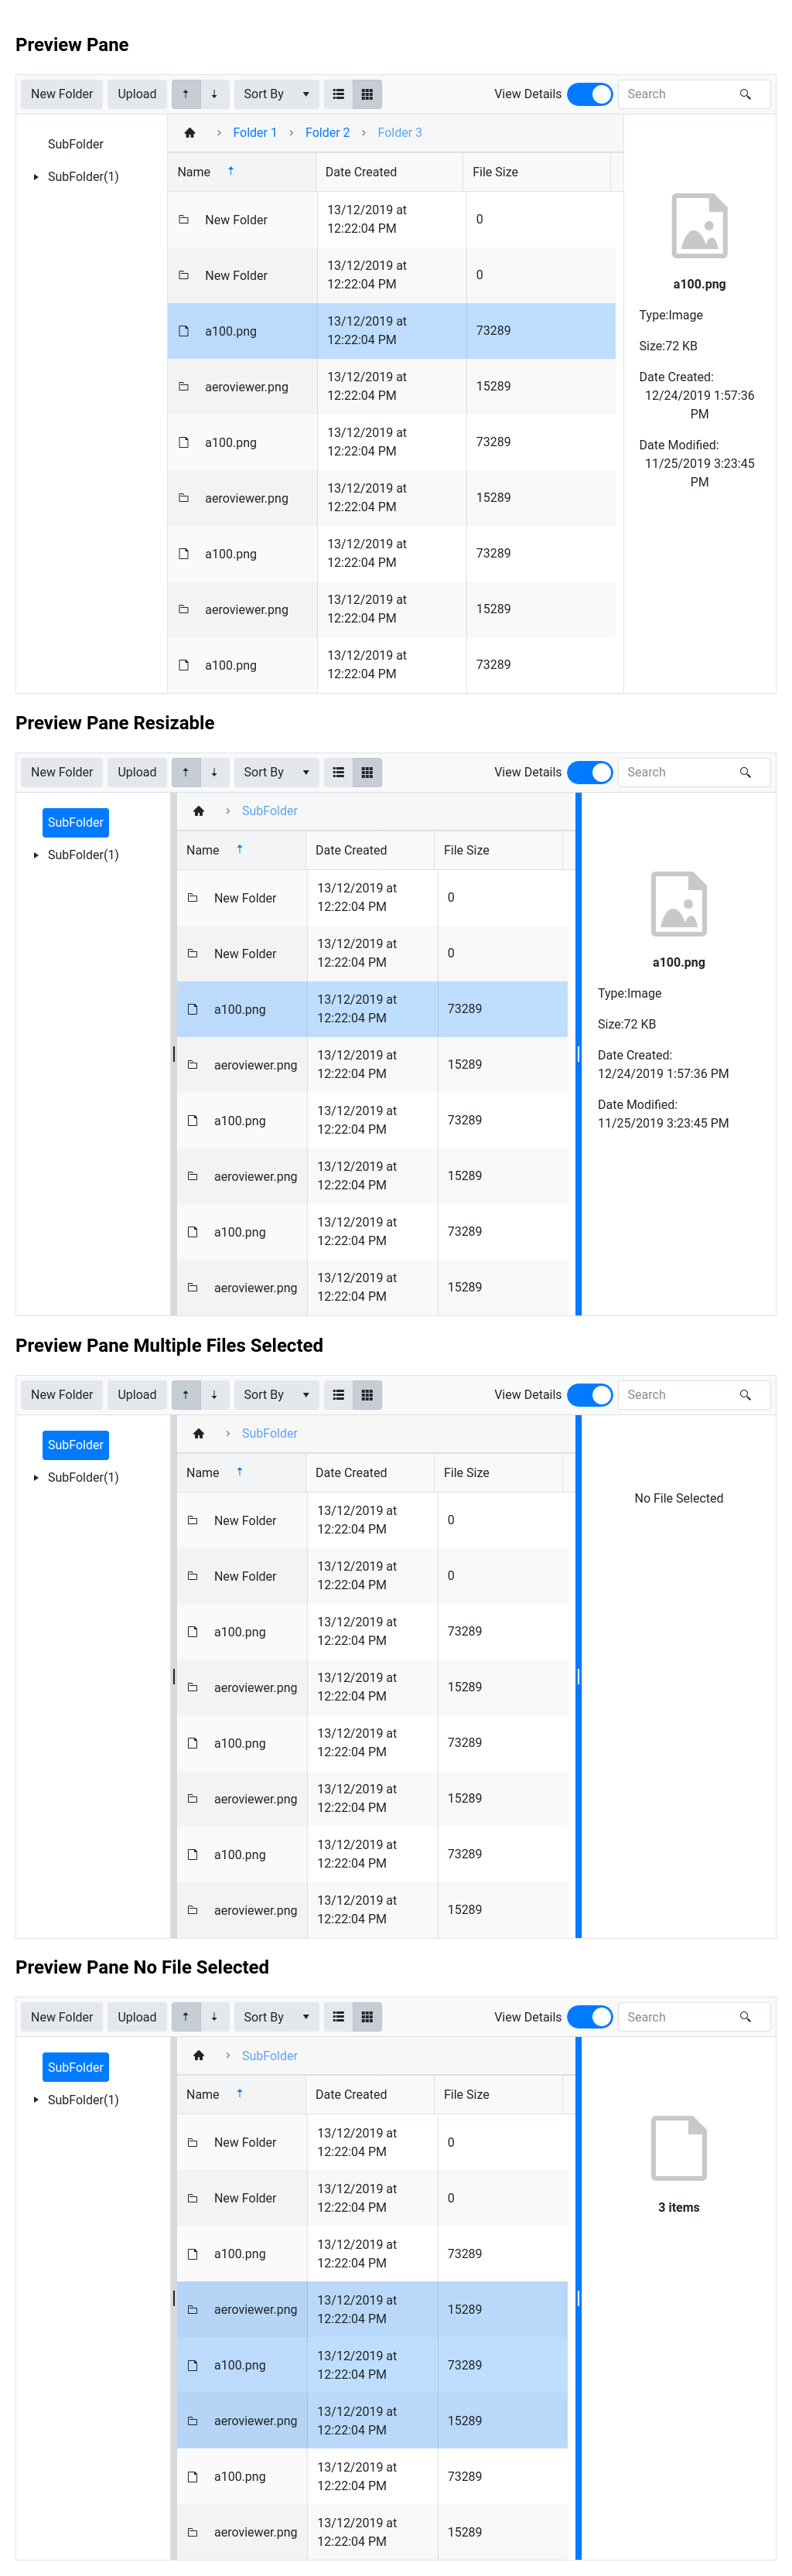 Preview Pane
New Folder Upload Sort By View Details Search
SubFolder
SubFolder(1)
Folder 1 Folder 2 Folder 3
Name Date Created File Size
New Folder 13/12/2019 at 12:22:04 PM 0
New Folder 13/12/2019 at 12:22:04 PM 0
a100.png 13/12/2019 at 12:22:04 PM 73289
aeroviewer.png 13/12/2019 at 12:22:04 PM 15289
a100.png 13/12/2019 at 12:22:04 PM 73289
aeroviewer.png 13/12/2019 at 12:22:04 PM 15289
a100.png 13/12/2019 at 12:22:04 PM 73289
aeroviewer.png 13/12/2019 at 12:22:04 PM 15289
a100.png 13/12/2019 at 12:22:04 PM 73289
a100.png
Type:Image
Size:72 KB
Date Created:
12/24/2019 1:57:36
PM
Date Modified:
11/25/2019 3:23:45
PM
Preview Pane Resizable
New Folder Upload Sort By View Details Search
SubFolder
SubFolder(1)
SubFolder
Name Date Created File Size
New Folder 13/12/2019 at 12:22:04 PM 0
New Folder 13/12/2019 at 12:22:04 PM 0
a100.png 13/12/2019 at 12:22:04 PM 73289
aeroviewer.png 13/12/2019 at 12:22:04 PM 15289
a100.png 13/12/2019 at 12:22:04 PM 73289
aeroviewer.png 13/12/2019 at 12:22:04 PM 15289
a100.png 13/12/2019 at 12:22:04 PM 73289
aeroviewer.png 13/12/2019 at 12:22:04 PM 15289
a100.png
Type:Image
Size:72 KB
Date Created:
12/24/2019 1:57:36 PM
Date Modified:
11/25/2019 3:23:45 PM
Preview Pane Multiple Files Selected
New Folder Upload Sort By View Details Search
SubFolder
SubFolder(1)
SubFolder
Name Date Created File Size
New Folder 13/12/2019 at 12:22:04 PM 0
New Folder 13/12/2019 at 12:22:04 PM 0
a100.png 13/12/2019 at 12:22:04 PM 73289
aeroviewer.png 13/12/2019 at 12:22:04 PM 15289
a100.png 13/12/2019 at 12:22:04 PM 73289
aeroviewer.png 13/12/2019 at 12:22:04 PM 15289
a100.png 13/12/2019 at 12:22:04 PM 73289
aeroviewer.png 13/12/2019 at 12:22:04 PM 15289
No File Selected
Preview Pane No File Selected
New Folder Upload Sort By View Details Search
SubFolder
SubFolder(1)
SubFolder
Name Date Created File Size
New Folder 13/12/2019 at 12:22:04 PM 0
New Folder 13/12/2019 at 12:22:04 PM 0
a100.png 13/12/2019 at 12:22:04 PM 73289
aeroviewer.png 13/12/2019 at 12:22:04 PM 15289
a100.png 13/12/2019 at 12:22:04 PM 73289
aeroviewer.png 13/12/2019 at 12:22:04 PM 15289
a100.png 13/12/2019 at 12:22:04 PM 73289
aeroviewer.png 13/12/2019 at 12:22:04 PM 15289
3 items